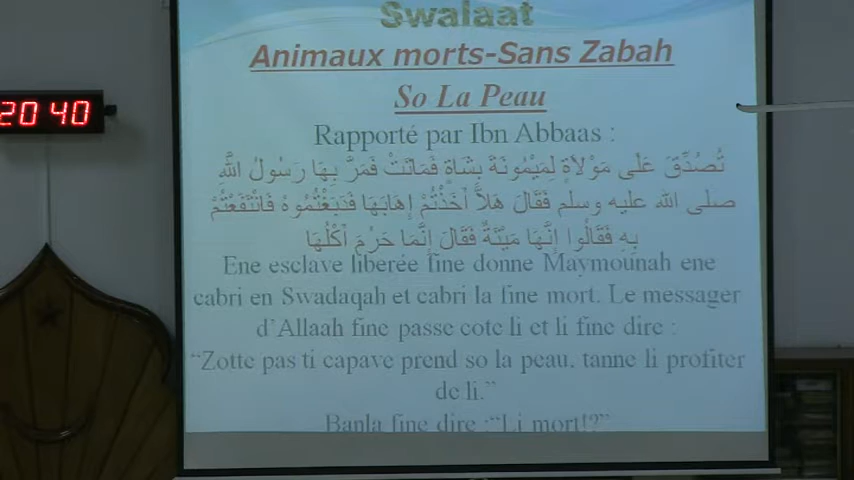 20 40
Swalaat
Animaux morts-Sans Zabah
So La Peau
Rapporté par Ibn Abbaas :
تُصُدِّقَ عَلَى مَوْلاَةٍ لِمَيْمُونَةَ بِشَاةٍ فَمَاتَتْ فَمَرَّ بِهَا رَسُولُ اللَّهِ
صلى الله عليه وسلم فَقَالَ هَلاَّ أَخَذْتُمْ إِهَابَهَا فَدَبَغْتُمُوهُ فَانْتَفَعْتُمْ
بِهِ فَقَالُوا إِنَّهَا مَيْتَةٌ فَقَالَ إِنَّمَا حَرُمَ أَكْلُهَا
Ene esclave liberée fine donne Maymounah ene
cabri en Swadaqah et cabri la fine mort. Le messager
d'Allaah fine passe cote li et li fine dire :
"Zotte pas ti capave prend so la peau. tanne li profiter
de li."
Banla fine dire :"Li mort!?"